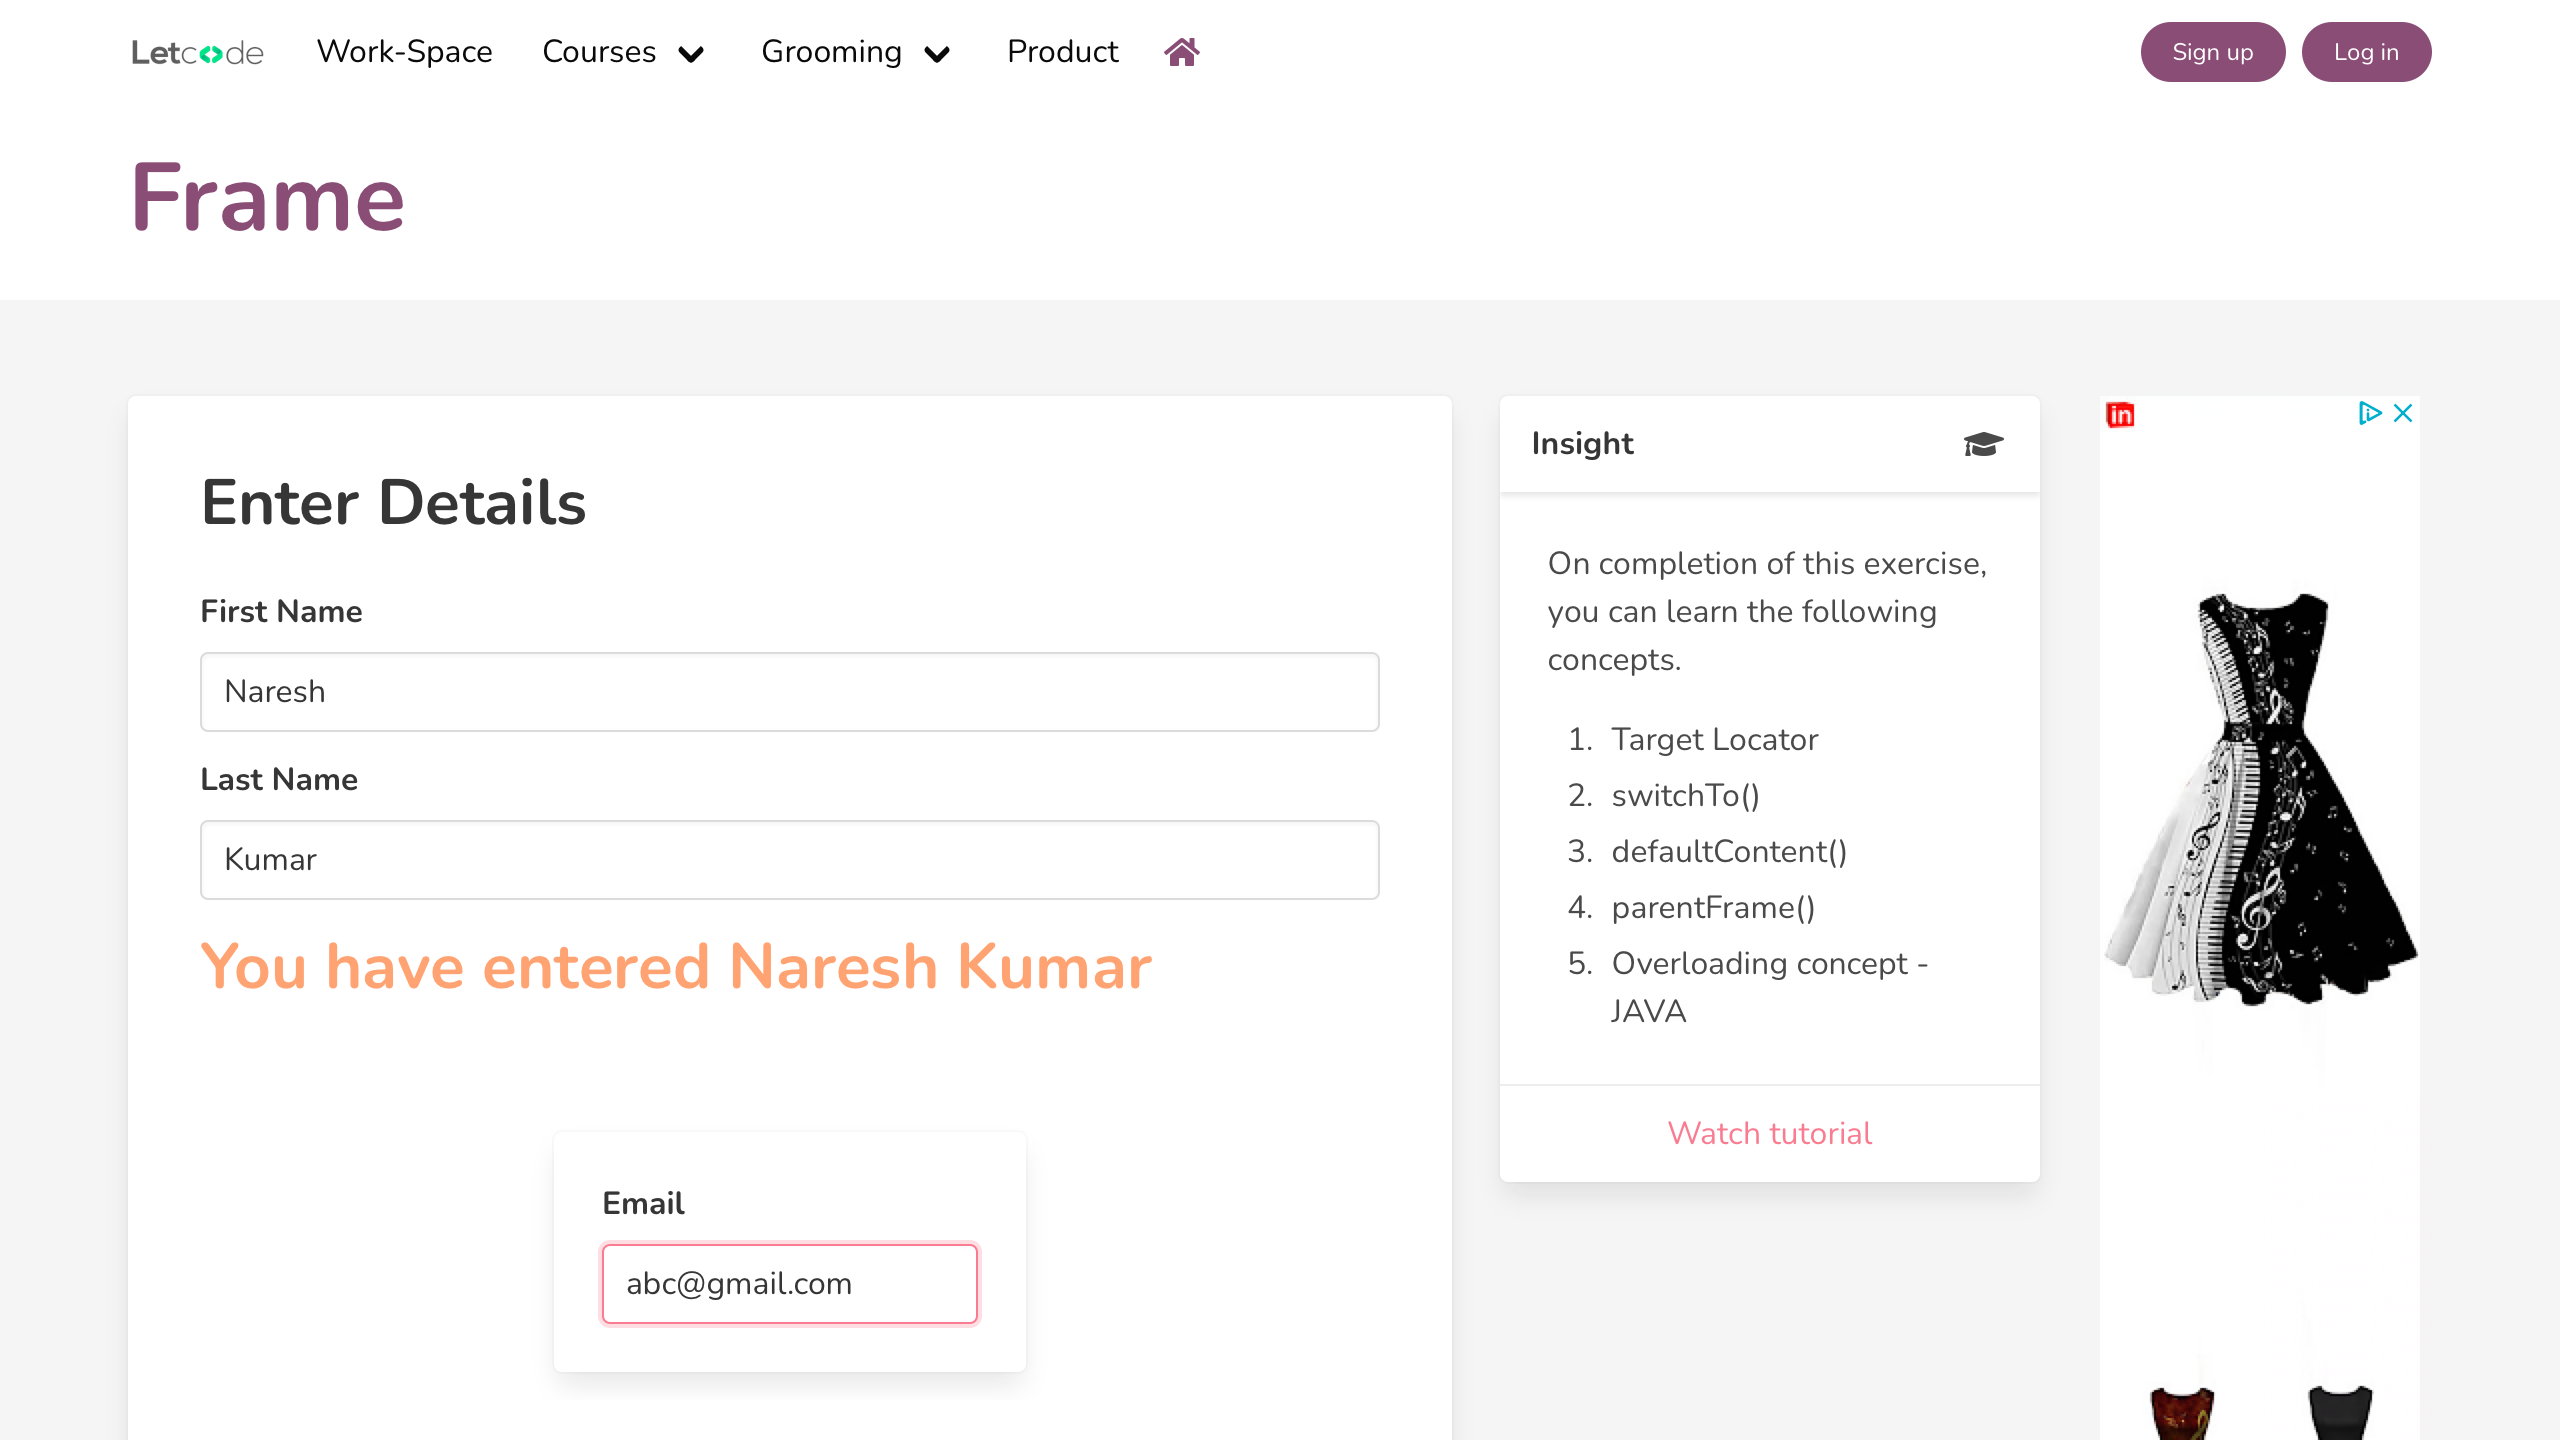 Letcode Work-Space Courses Grooming Product Sign up Log in
Frame
Enter Details
First Name
Naresh
Last Name
Kumar
You have entered Naresh Kumar
Email
abc@gmail.com
Insight
On completion of this exercise,
you can learn the following
concepts.
1. Target Locator
2. switchTo()
3. defaultContent()
4. parentFrame()
5. Overloading concept -
JAVA
Watch tutorial
in